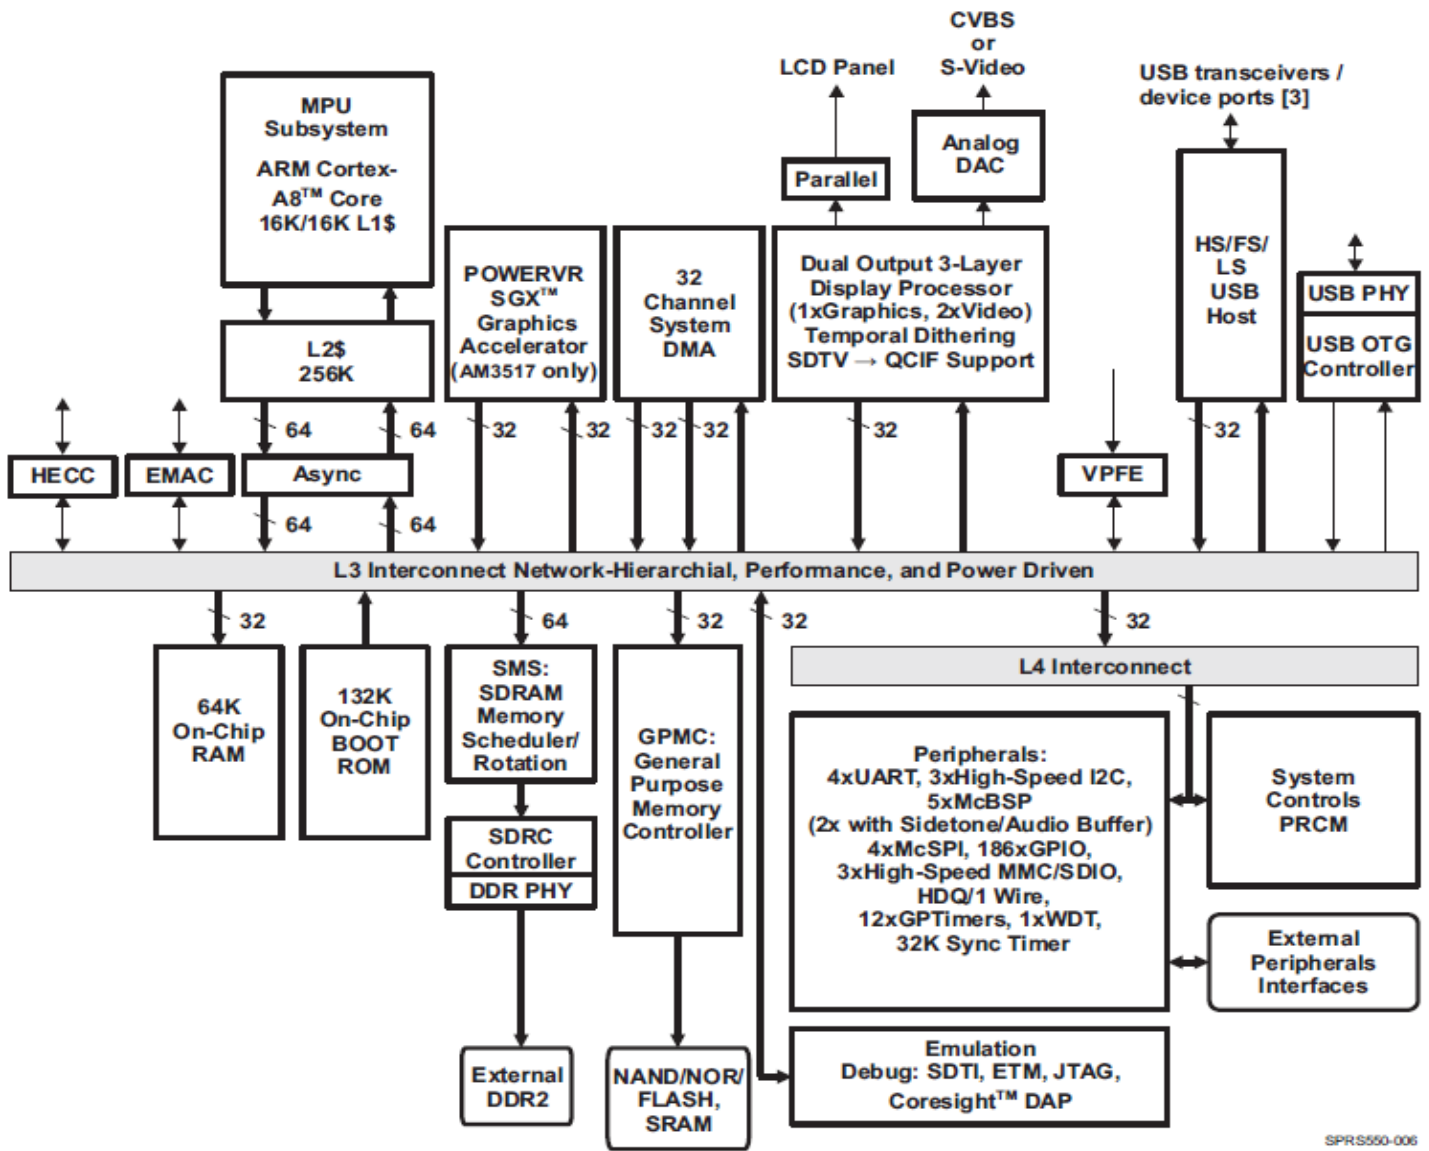 CVBS
or
S-Video
LCD Panel
USB transceivers /
device ports [3]
MPU
Subsystem
ARM Cortex-
A8™ Core
16K/16K L1$
Parallel
Analog
DAC
POWERVR
SGX™
Graphics
Accelerator
(AM3517 only)
32
Channel
System
DMA
Dual Output 3-Layer
Display Processor
(1xGraphics, 2xVideo)
Temporal Dithering
SDTV → QCIF Support
HS/FS/
LS
USB
Host
USB PHY
USB OTG
Controller
L2$
256K
64
64
32
32
32
32
32
32
HECC
EMAC
Async
VPFE
64
64
L3 Interconnect Network-Hierarchial, Performance, and Power Driven
32
64
32
32
32
64K
On-Chip
RAM
132K
On-Chip
BOOT
ROM
SMS:
SDRAM
Memory
Scheduler/
Rotation
SDRC
Controller
DDR PHY
GPMC:
General
Purpose
Memory
Controller
L4 Interconnect
Peripherals:
4xUART, 3xHigh-Speed I2C,
5xMcBSP
(2x with Sidetone/Audio Buffer)
4xMcSPI, 186xGPIO,
3xHigh-Speed MMC/SDIO,
HDQ/1 Wire,
12xGPTimers, 1xWDT,
32K Sync Timer
System
Controls
PRCM
External
Peripherals
Interfaces
External
DDR2
NAND/NOR/
FLASH,
SRAM
Emulation
Debug: SDTI, ETM, JTAG,
Coresight™ DAP
SPRS550-006